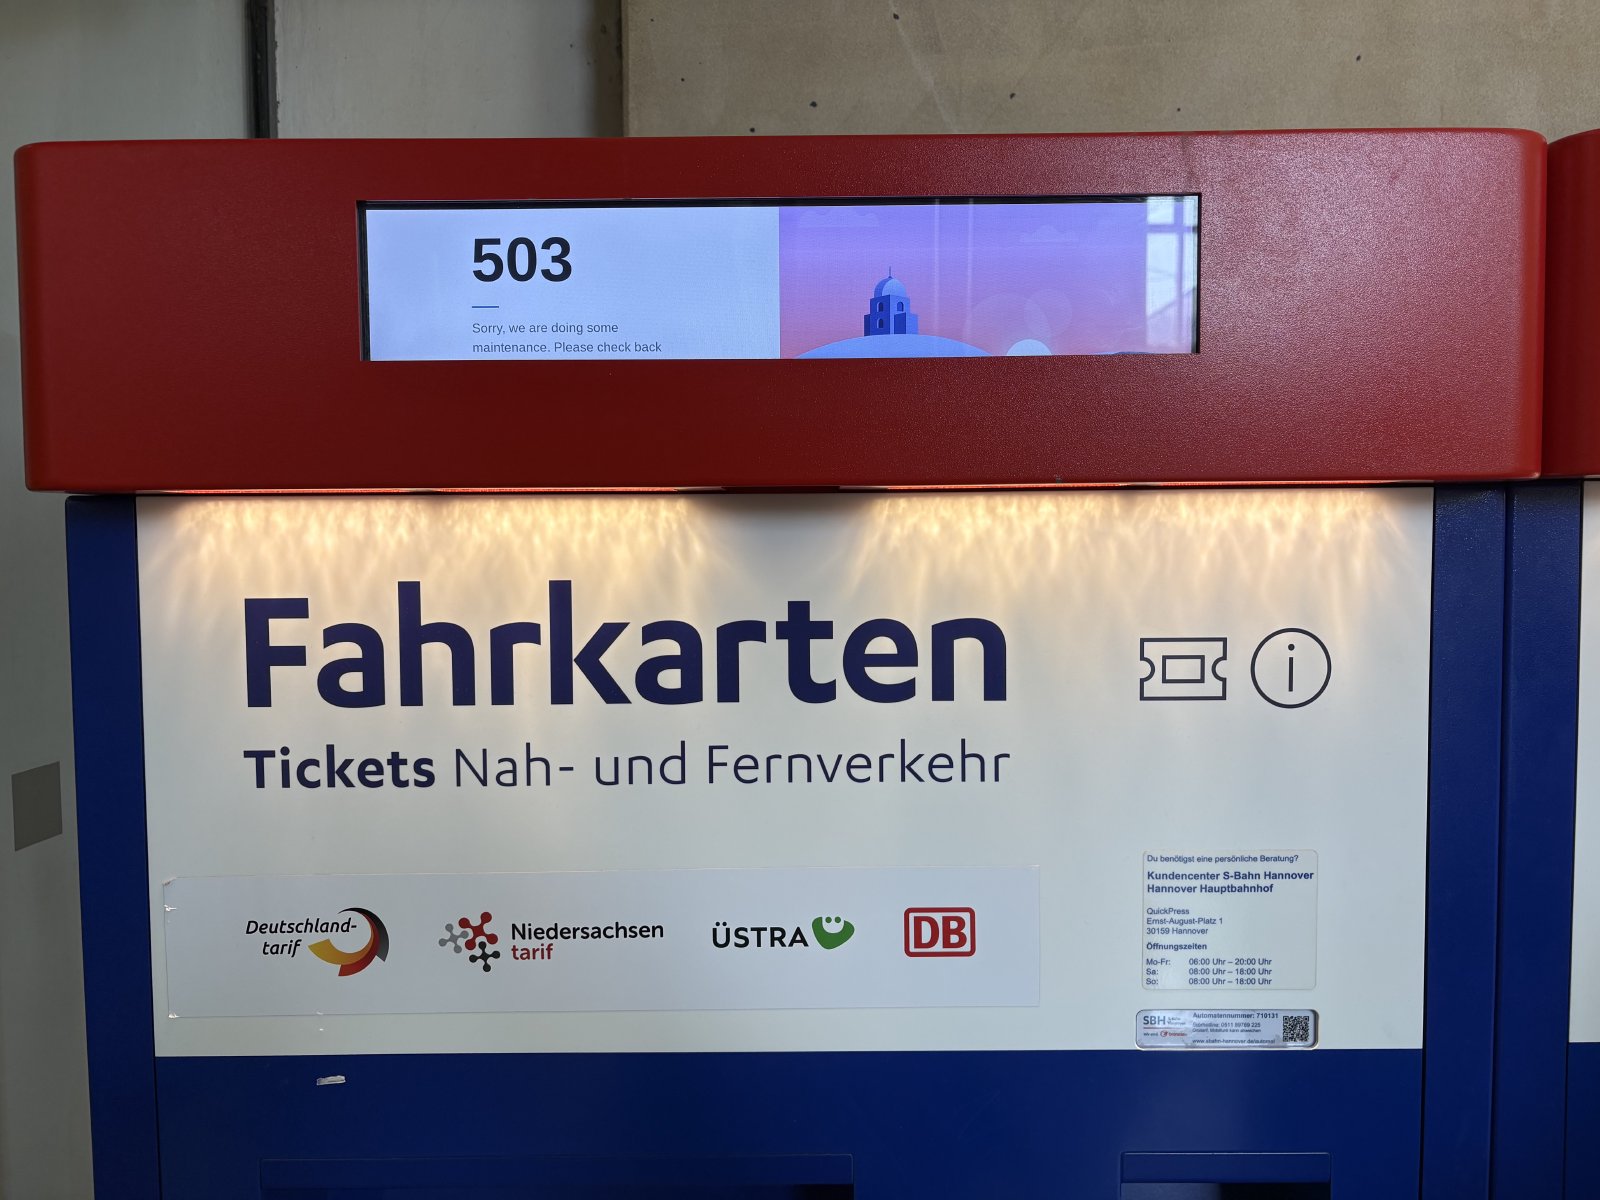 503
Sorry, we are doing some
maintenance. Please check back
Fahrkarten
Tickets Nah- und Fernverkehr
Deutschland-
tarif
Niedersachsen
tarif
ÜSTRA
DB
Du benötigst eine persönliche Beratung?
Kundencenter S-Bahn Hannover
Hannover Hauptbahnhof
QuickPress
Ernst-August-Platz 1
30159 Hannover
Öffnungszeiten
Mo-Fr: 06:00 Uhr – 20:00 Uhr
Sa: 08:00 Uhr – 18:00 Uhr
So: 08:00 Uhr – 18:00 Uhr
SBH
Automatennummer: 710131
0511 89789 225
www.sbahn-hannover.de/automat